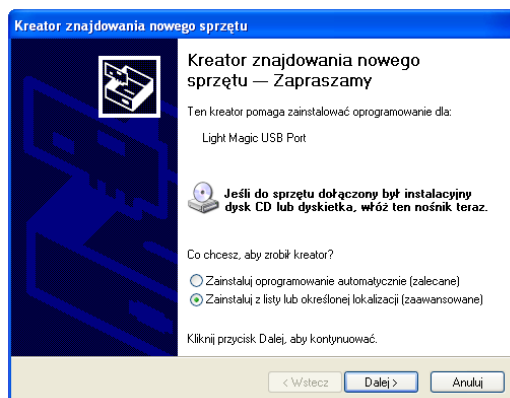 Kreator znajdowania nowego sprzętu
Kreator znajdowania nowego
sprzętu — Zapraszamy
Ten kreator pomaga zainstalować oprogramowanie dla:
Light Magic USB Port
Jeśli do sprzętu dołączony był instalacyjny
dysk CD lub dyskietka, włóż ten nośnik teraz.
Co chcesz, aby zrobił kreator?
Zainstaluj oprogramowanie automatycznie (zalecane)
Zainstaluj z listy lub określonej lokalizacji (zaawansowane)
Kliknij przycisk Dalej, aby kontynuować.
< Wstecz
Dalej >
Anuluj